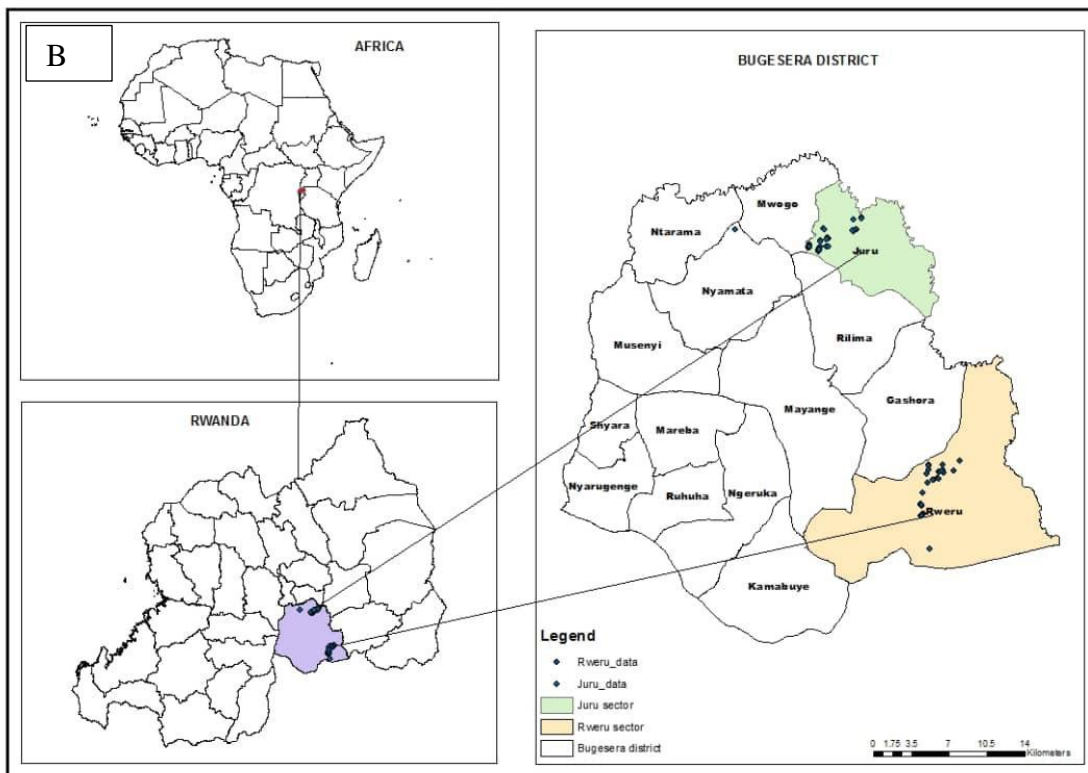 B
AFRICA
RWANDA
BUGESERA DISTRICT
Mwogo
Ntarama
Juru
Nyamata
Musenyi
Rilima
Gashora
Mayange
Shyara
Mareba
Nyarugenge
Ruhuha
Ngeruka
Rweru
Kamabuye
Legend
Rweru_data
Juru_data
Juru sector
Rweru sector
Bugesera district
0 1.75 3.5 7 10.5 14
Kilometers